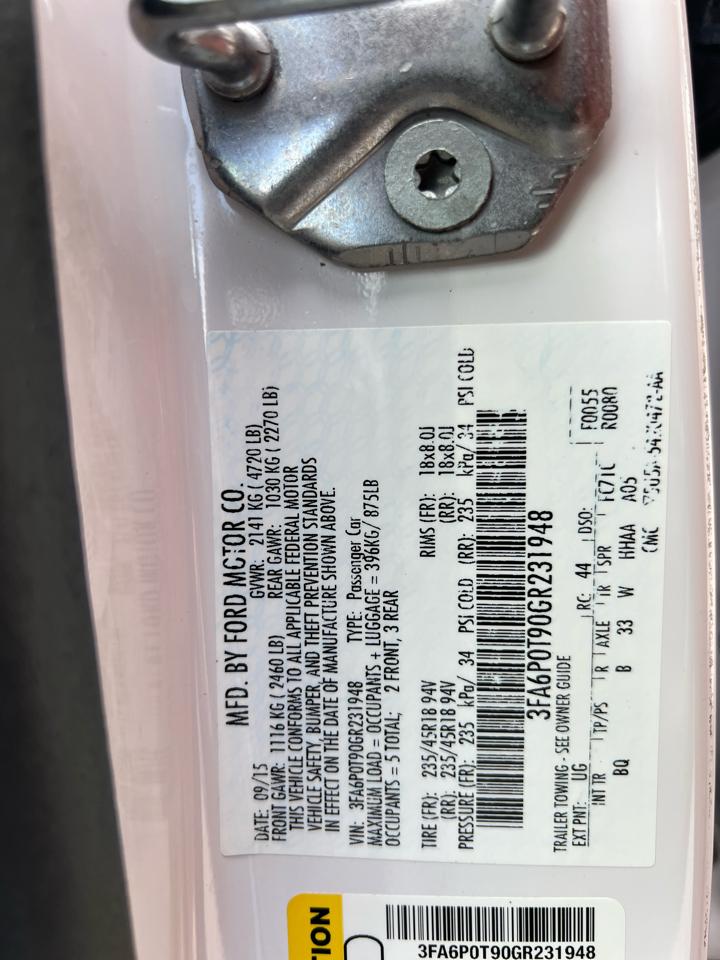 MFD. BY FORD MOTOR CO.
DATE: 09/15 GVWR: 2141 KG ( 4720 LB)
FRONT GAWR: 1116 KG ( 2460 LB) REAR GAWR: 1030 KG ( 2270 LB)
THIS VEHICLE CONFORMS TO ALL APPLICABLE FEDERAL MOTOR
VEHICLE SAFETY, BUMPER, AND THEFT PREVENTION STANDARDS
IN EFFECT ON THE DATE OF MANUFACTURE SHOWN ABOVE.
VIN: 3FA6P0T90GR231948 TYPE: Passenger Car
MAXIMUM LOAD = OCCUPANTS + LUGGAGE = 396KG/ 875LB
OCCUPANTS = 5 TOTAL; 2 FRONT, 3 REAR
TIRE (FR): 235/45R18 94V RIMS (FR): 18x8.0J
(RR): 235/45R18 94V (RR): 18x8.0J
PRESSURE (FR): 235 kPa/ 34 PSI COLD (RR): 235 kPa/ 34 PSI COLD
3FA6P0T90GR231948
TRAILER TOWING - SEE OWNER GUIDE
EXT PNT: UG RC: 44 DSO: F0055
INT TR TP/PS R AXLE TR SPR FC71C R0080
BQ B 33 W HHAA A05
CMC
TION
3FA6P0T90GR231948